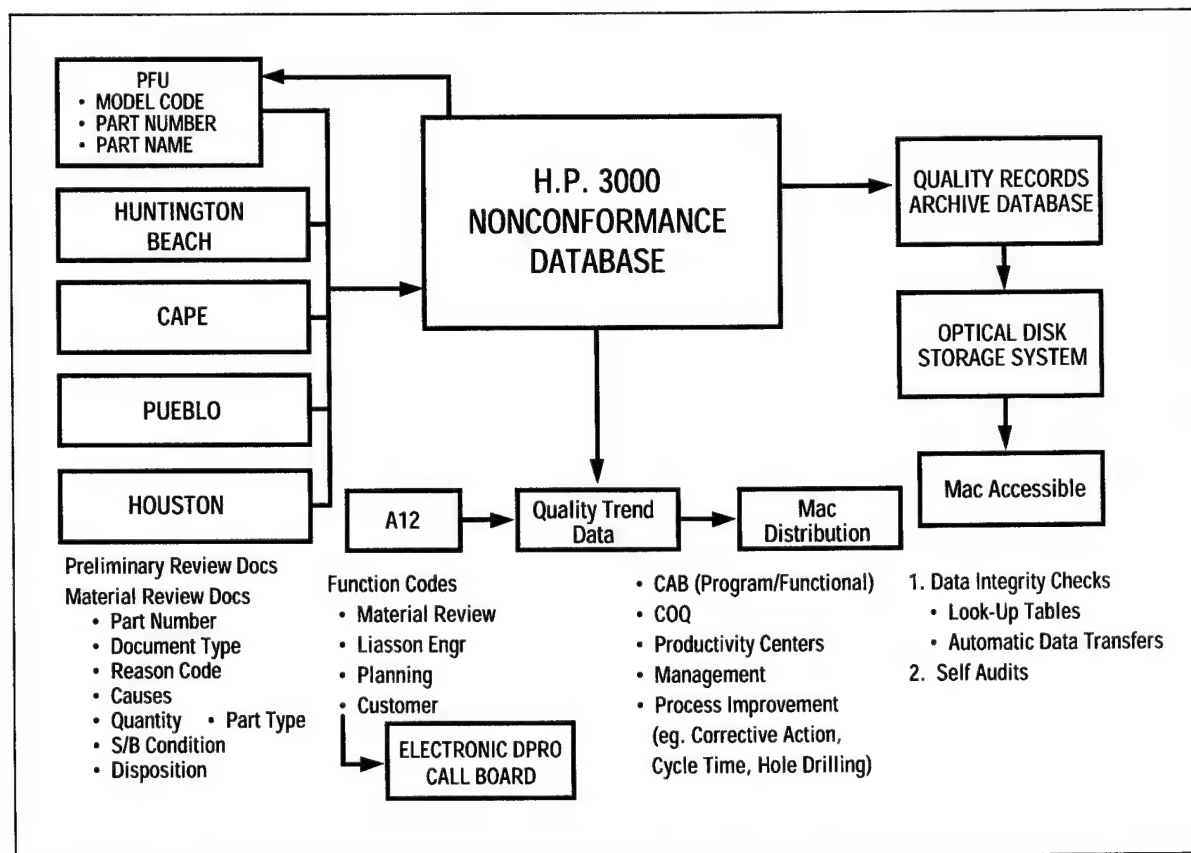 PFU
• MODEL CODE
• PART NUMBER
• PART NAME
HUNTINGTON
BEACH
CAPE
PUEBLO
HOUSTON
H.P. 3000
NONCONFORMANCE
DATABASE
QUALITY RECORDS
ARCHIVE DATABASE
OPTICAL DISK
STORAGE SYSTEM
Mac Accessible
A12
Quality Trend
Data
Mac
Distribution
Preliminary Review Docs
Material Review Docs
• Part Number
• Document Type
• Reason Code
• Causes
• Quantity • Part Type
• S/B Condition
• Disposition
Function Codes
• Material Review
• Liasson Engr
• Planning
• Customer
ELECTRONIC DPRO
CALL BOARD
• CAB (Program/Functional)
• COQ
• Productivity Centers
• Management
• Process Improvement
(eg. Corrective Action,
Cycle Time, Hole Drilling)
1. Data Integrity Checks
• Look-Up Tables
• Automatic Data Transfers
2. Self Audits